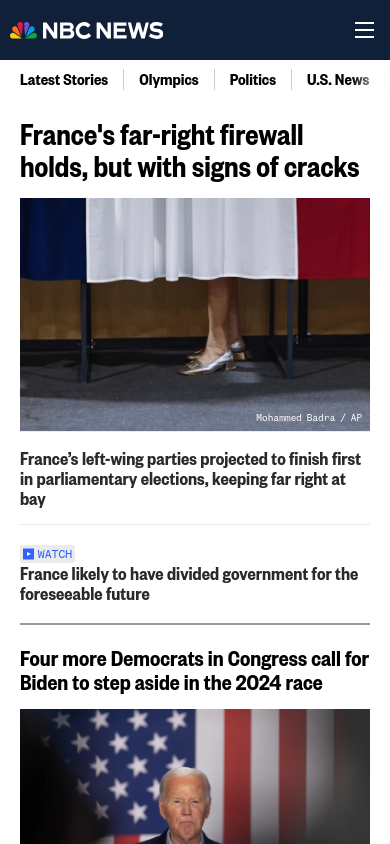 NBC NEWS
Latest Stories
Olympics
Politics
U.S. News
France's far-right firewall
holds, but with signs of cracks
Mohammed Badra / AP
France’s left-wing parties projected to finish first
in parliamentary elections, keeping far right at
bay
WATCH
France likely to have divided government for the
foreseeable future
Four more Democrats in Congress call for
Biden to step aside in the 2024 race